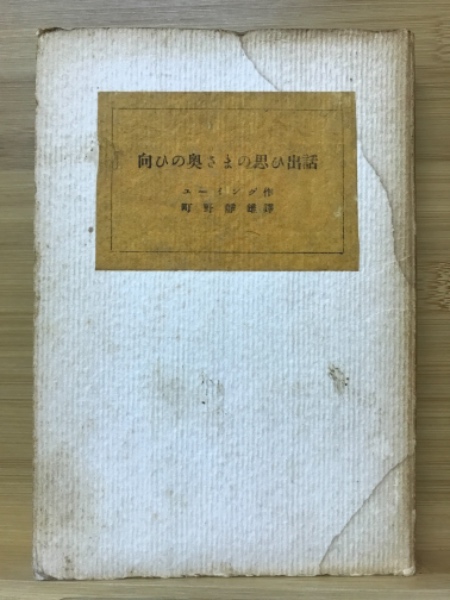 向ひの奥さまの思ひ出話
ユーイング作
町野静雄譯